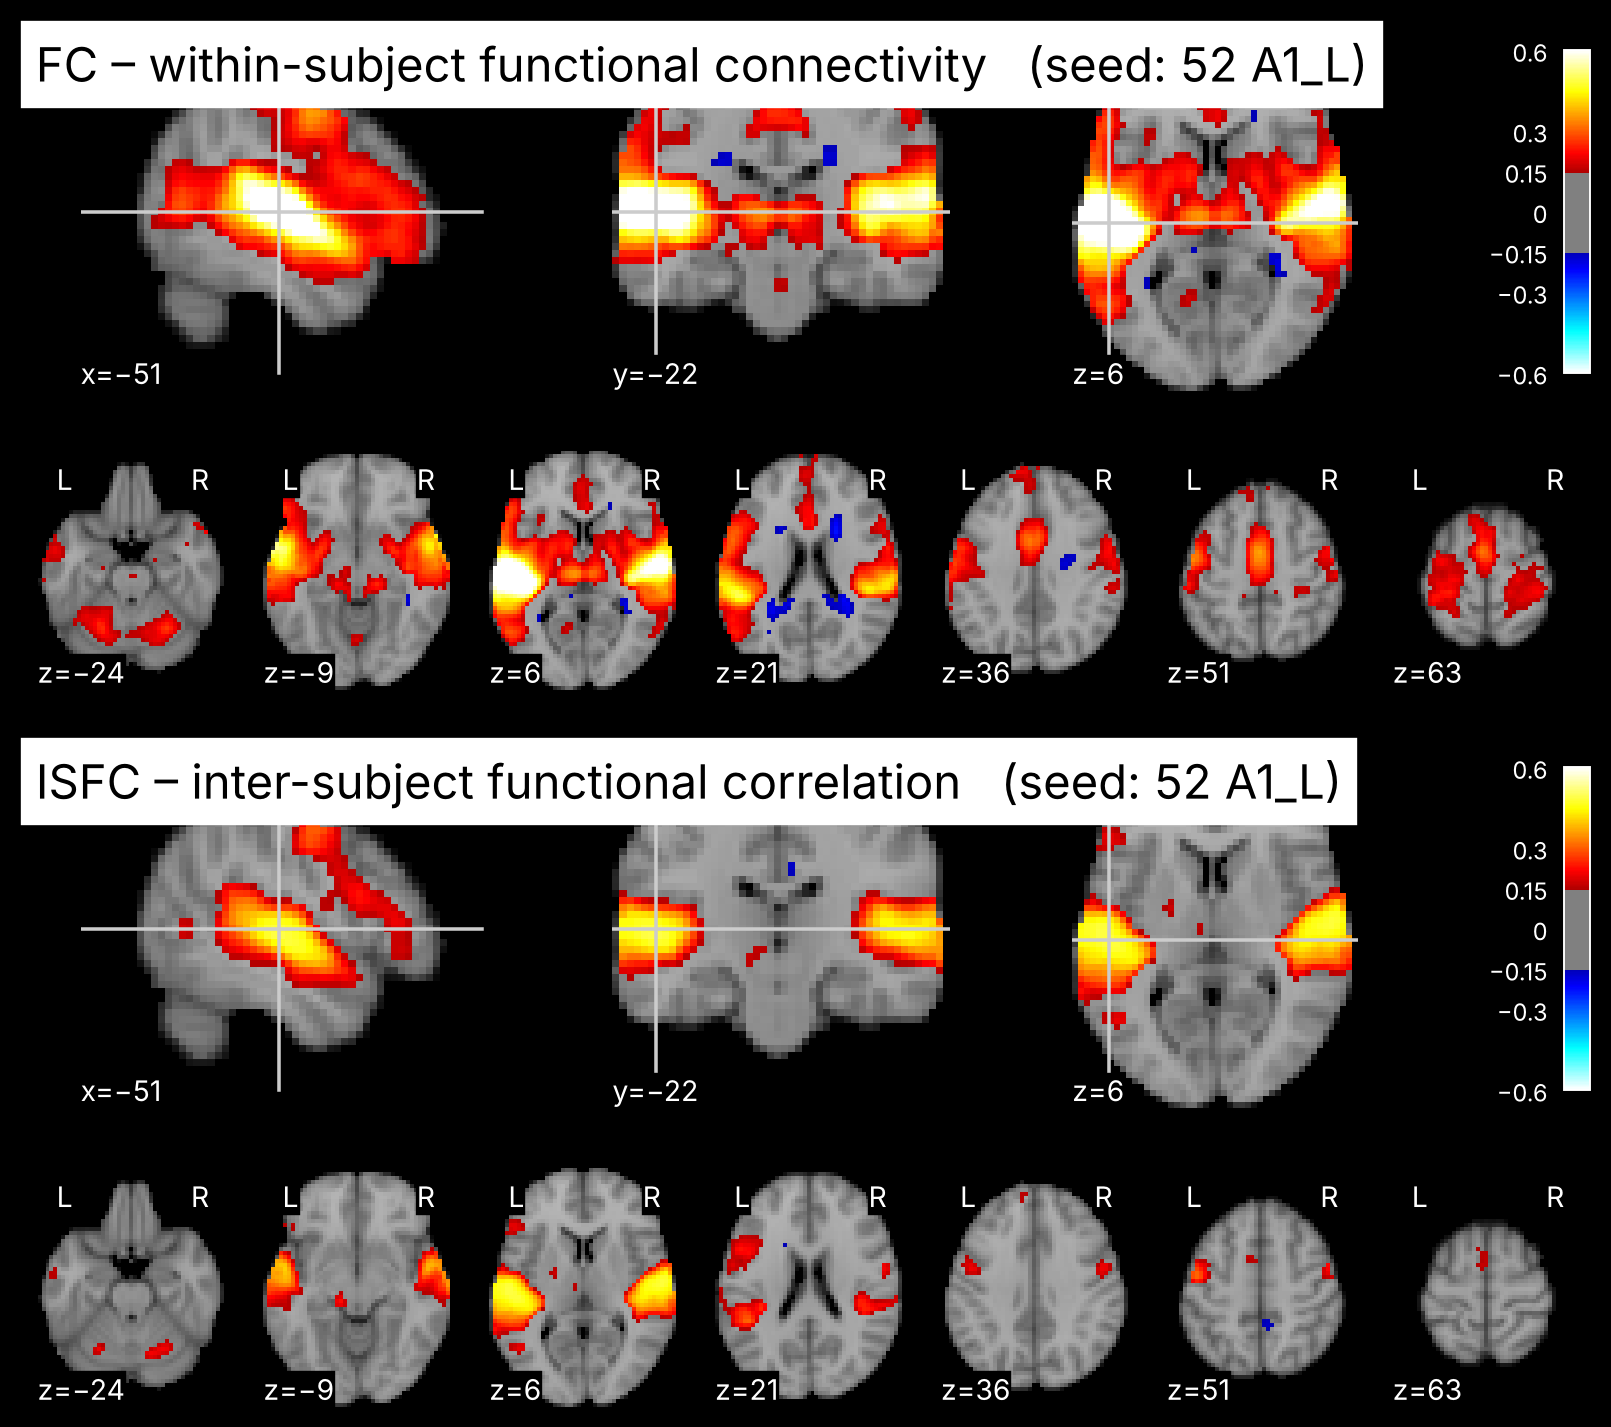 FC – within-subject functional connectivity (seed: 52 A1_L)
0.6
0.3
0.15
0
−0.15
−0.3
−0.6
x=−51
y=−22
z=6
L R L R L R L R L R L R L R
z=−24 z=−9 z=6 z=21 z=36 z=51 z=63
ISFC – inter-subject functional correlation (seed: 52 A1_L)
0.6
0.3
0.15
0
−0.15
−0.3
−0.6
x=−51
y=−22
z=6
L R L R L R L R L R L R L R
z=−24 z=−9 z=6 z=21 z=36 z=51 z=63